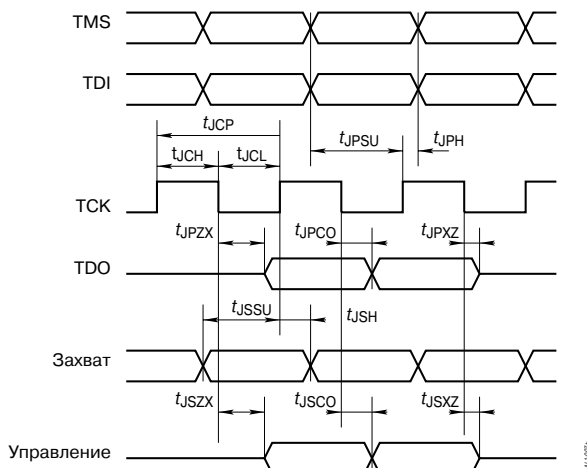 TMS
TDI
tJCP
tJCH tJCL tJPSU tJPH
TCK
tJPZX tJPCO tJPXZ
TDO
tJSSU tJSH
Захват
tJSZX tJSCO tJSXZ
Управление